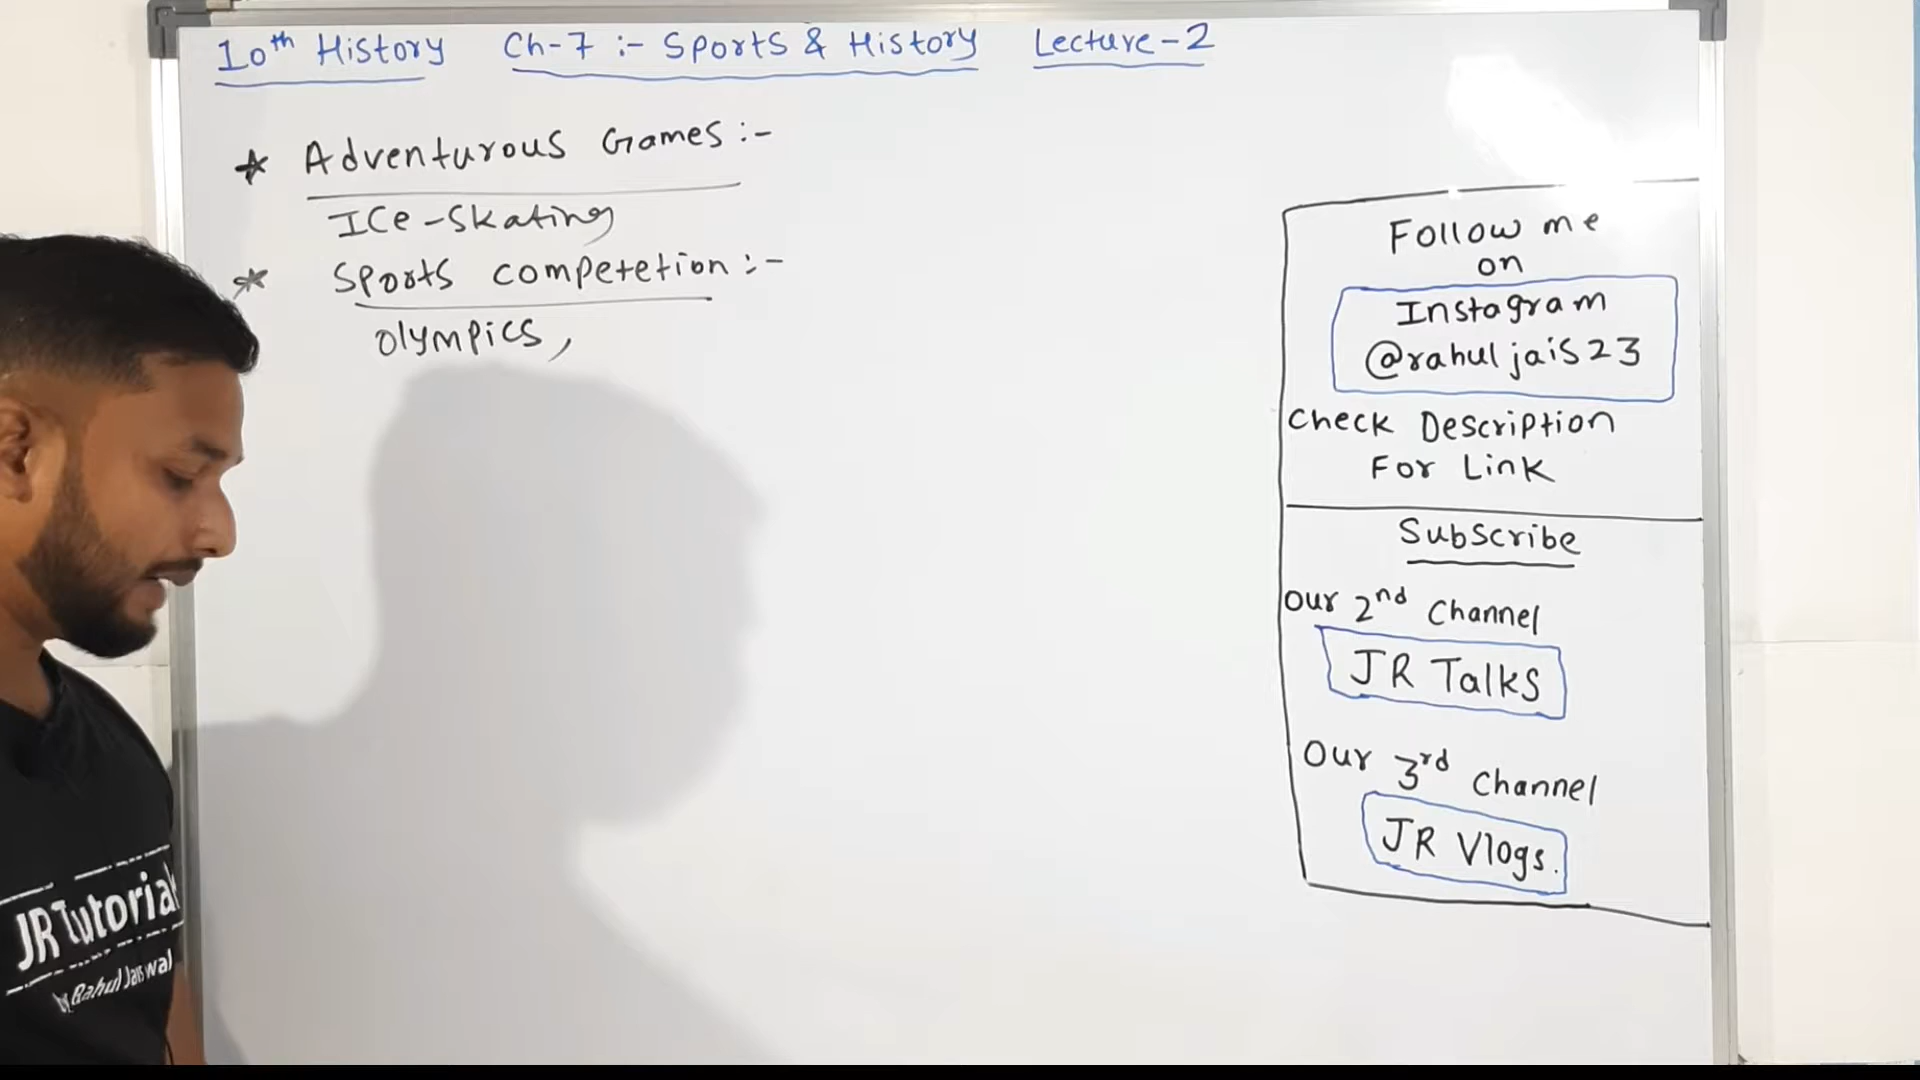 10th History Ch-7 :- Sports & History Lecture-2
* Adventurous Games :-
ICe-Skating
* Sports competetion :-
Olympics,
Follow me
on
Instagram
@rahuljais23
Check Description
For Link
Subscribe
Our 2nd Channel
JR Talks
Our 3rd Channel
JR Vlogs.
JR Tutorials
by Rahul Jaiswal